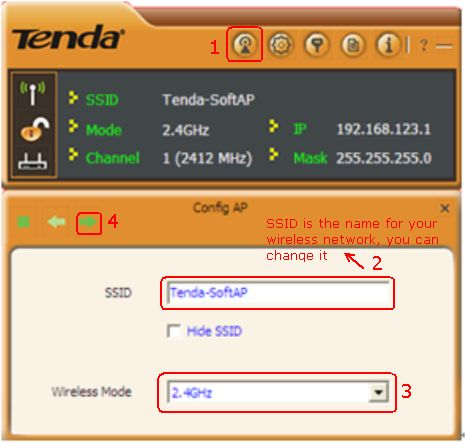 Tenda
1
?
SSID Tenda-SoftAP
Mode 2.4GHz IP 192.168.123.1
Channel 1 (2412 MHz) Mask 255.255.255.0
Config AP
4
SSID is the name for your
wireless network, you can
change it
2
SSID Tenda-SoftAP
Hide SSID
Wireless Mode 2.4GHz 3